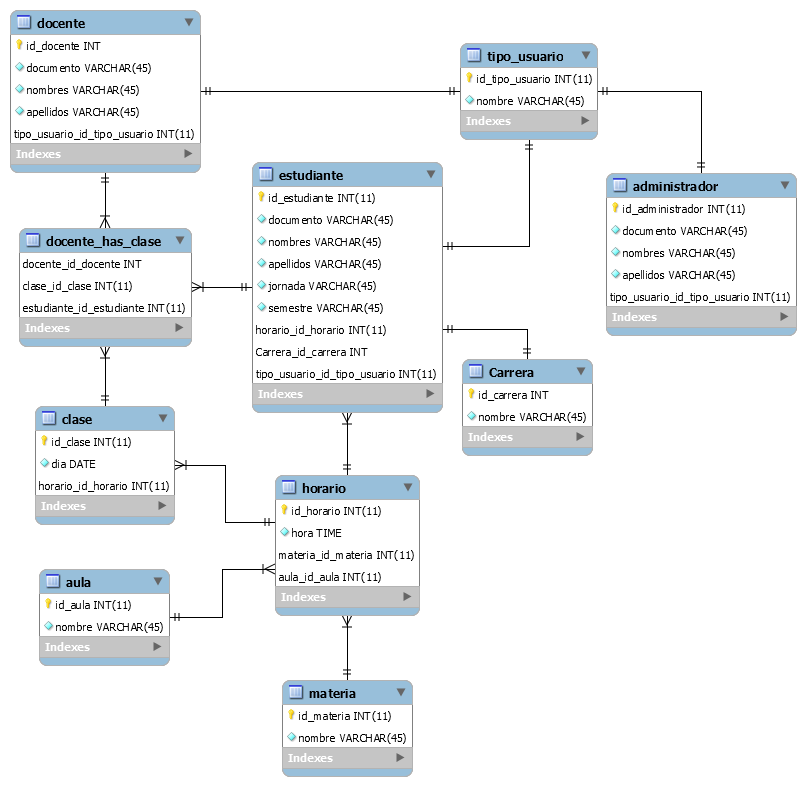 docente
id_docente INT
documento VARCHAR(45)
nombres VARCHAR(45)
apellidos VARCHAR(45)
tipo_usuario_id_tipo_usuario INT(11)
Indexes
tipo_usuario
id_tipo_usuario INT(11)
nombre VARCHAR(45)
Indexes
estudiante
id_estudiante INT(11)
documento VARCHAR(45)
nombres VARCHAR(45)
apellidos VARCHAR(45)
jornada VARCHAR(45)
semestre VARCHAR(45)
horario_id_horario INT(11)
Carrera_id_carrera INT
tipo_usuario_id_tipo_usuario INT(11)
Indexes
administrador
id_administrador INT(11)
documento VARCHAR(45)
nombres VARCHAR(45)
apellidos VARCHAR(45)
tipo_usuario_id_tipo_usuario INT(11)
Indexes
docente_has_clase
docente_id_docente INT
clase_id_clase INT(11)
estudiante_id_estudiante INT(11)
Indexes
Carrera
id_carrera INT
nombre VARCHAR(45)
Indexes
clase
id_clase INT(11)
dia DATE
horario_id_horario INT(11)
Indexes
horario
id_horario INT(11)
hora TIME
materia_id_materia INT(11)
aula_id_aula INT(11)
Indexes
aula
id_aula INT(11)
nombre VARCHAR(45)
Indexes
materia
id_materia INT(11)
nombre VARCHAR(45)
Indexes